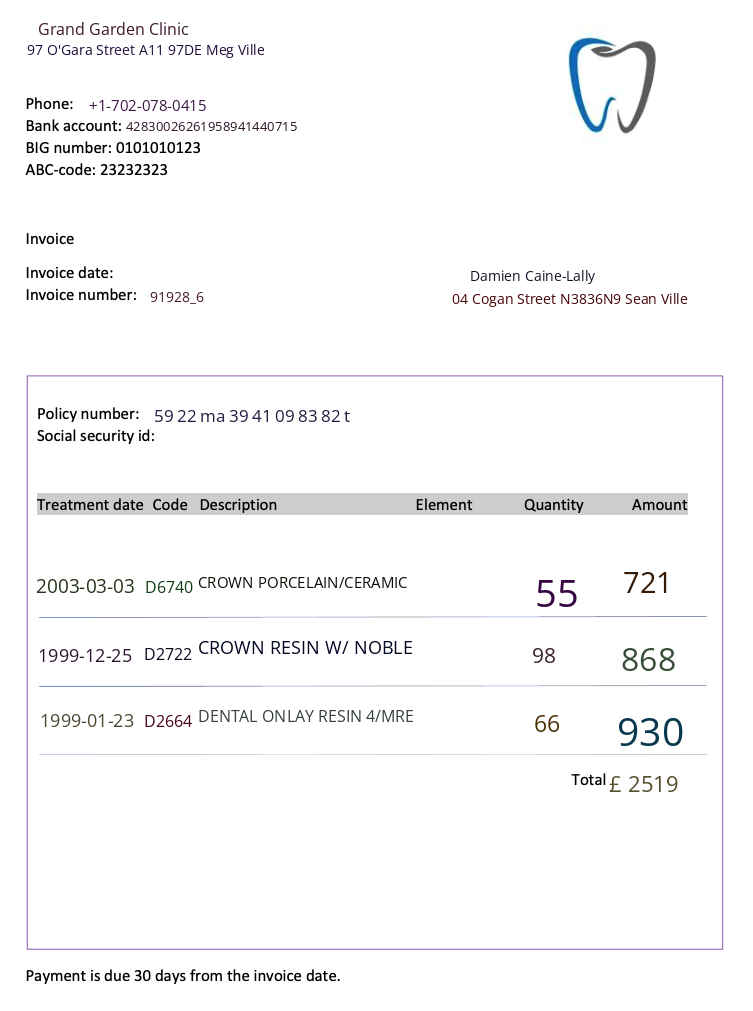 Grand Garden Clinic
97 O'Gara Street A11 97DE Meg Ville
Phone: +1-702-078-0415
Bank account: 42830026261958941440715
BIG number: 0101010123
ABC-code: 23232323
Invoice
Invoice date:
Damien Caine-Lally
Invoice number: 91928_6
04 Cogan Street N3836N9 Sean Ville
Policy number: 59 22 ma 39 41 09 83 82 t
Social security id:
Treatment date Code Description Element Quantity Amount
2003-03-03 D6740 CROWN PORCELAIN/CERAMIC 55 721
1999-12-25 D2722 CROWN RESIN W/ NOBLE 98 868
1999-01-23 D2664 DENTAL ONLAY RESIN 4/MRE 66 930
Total £ 2519
Payment is due 30 days from the invoice date.